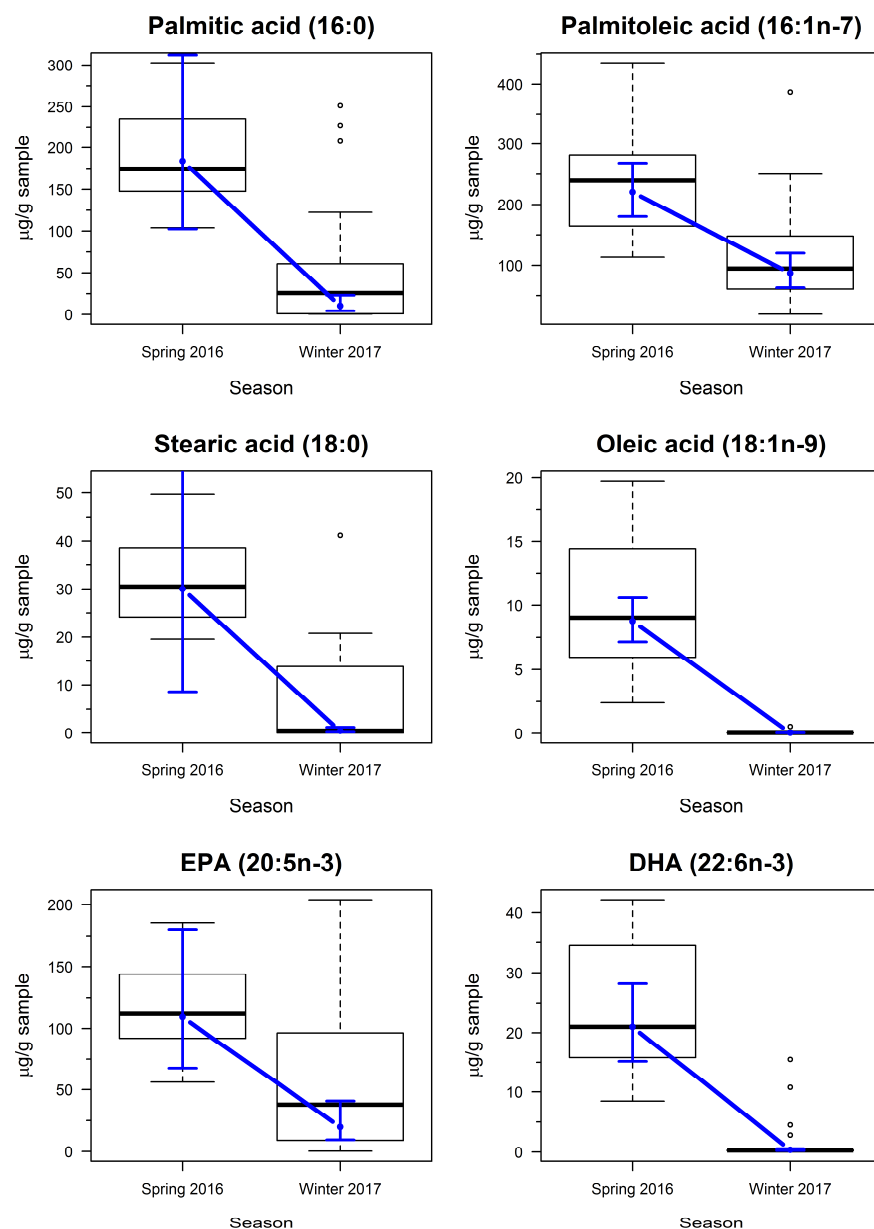 Palmitic acid (16:0)
µg/g sample
300
250
200
150
100
50
0
Spring 2016 Winter 2017
Season
Palmitoleic acid (16:1n-7)
400
300
200
100
Spring 2016 Winter 2017
Season
Stearic acid (18:0)
µg/g sample
50
40
30
20
10
0
Spring 2016 Winter 2017
Season
Oleic acid (18:1n-9)
µg/g sample
20
15
10
5
0
Spring 2016 Winter 2017
Season
EPA (20:5n-3)
µg/g sample
200
150
100
50
0
Spring 2016 Winter 2017
Season
DHA (22:6n-3)
µg/g sample
40
30
20
10
0
Spring 2016 Winter 2017
Season
µg/g sample